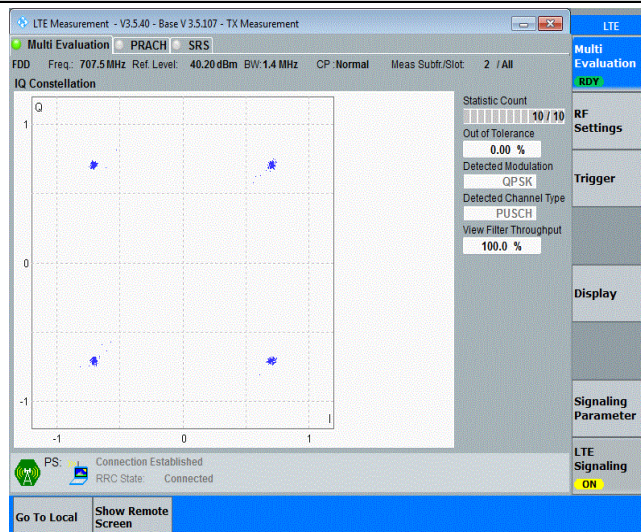 LTE Measurement - V3.5.40 - Base V 3.5.107 - TX Measurement
LTE
Multi Evaluation PRACH SRS
Multi
Evaluation
RDY
FDD Freq.: 707.5 MHz Ref. Level: 40.20 dBm BW:1.4 MHz CP :Normal Meas Subfr./Slot: 2 / All
IQ Constellation
Q
1
0
-1
-1 0 1
I
Statistic Count
10 / 10
Out of Tolerance
0.00 %
Detected Modulation
QPSK
Detected Channel Type
PUSCH
View Filter Throughput
100.0 %
RF
Settings
Trigger
Display
Signaling
Parameter
LTE
Signaling
ON
PS: Connection Established
RRC State: Connected
Go To Local
Show Remote
Screen